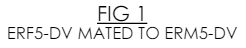 FIG 1
ERF5-DV MATED TO ERM5-DV